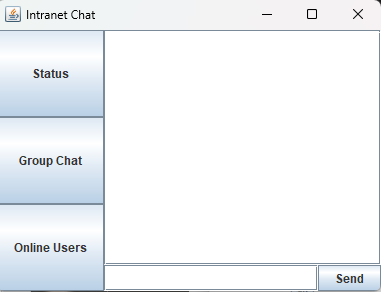 Intranet Chat
Status
Group Chat
Online Users
Send